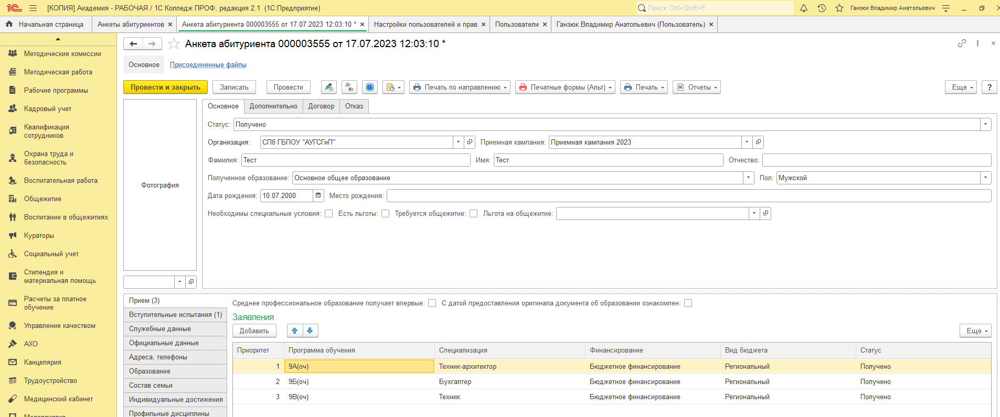 [КОПИЯ] Академия - РАБОЧАЯ / 1С Колледж ПРОФ, редакция 2.1 (1С:Предприятие)
Поиск Ctrl+Shift+F
Ганзюк Владимир Анатольевич
Начальная страница
Анкеты абитуриентов
Анкета абитуриента 000003555 от 17.07.2023 12:03:10 *
Настройки пользователей и прав
Пользователи
Ганзюк Владимир Анатольевич (Пользователь)
Методические комиссии
Методическая работа
Рабочие программы
Кадровый учет
Квалификация
сотрудников
Охрана труда и
безопасность
Воспитательная работа
Общежитие
Воспитание в общежитиях
Кураторы
Социальный учет
Стипендия и
материальная помощь
Расчеты за платное
обучение
Управление качеством
АХО
Канцелярия
Трудоустройство
Медицинский кабинет
Мероприятия
Анкета абитуриента 000003555 от 17.07.2023 12:03:10 *
Основное Присоединенные файлы
Провести и закрыть Записать Провести Дт Кт Печать по направлению Печатные формы (Альт) Печать Отчеты Еще ?
Фотография
Основное Дополнительно Договор Отказ
Статус: Получено
Организация: СПб ГБПОУ "АУГСГиП" Приемная кампания: Приемная кампания 2023
Фамилия: Тест Имя: Тест Отчество:
Полученное образование: Основное общее образование Пол: Мужской
Дата рождения: 10.07.2000 Место рождения:
Необходимы специальные условия: Есть льготы: Требуется общежитие: Льгота на общежитие:
Прием (3)
Вступительные испытания (1)
Служебные данные
Официальные данные
Адреса, телефоны
Образование
Состав семьи
Индивидуальные достижения
Профильные дисциплины
Среднее профессиональное образование получает впервые: С датой предоставления оригинала документа об образовании ознакомлен:
Заявления
Добавить Еще
Приоритет Программа обучения Специализация Финансирование Вид бюджета Статус
1 9А(оч) Техник-архитектор Бюджетное финансирование Региональный Получено
2 9Б(оч) Бухгалтер Бюджетное финансирование Региональный Получено
3 9В(оч) Техник Бюджетное финансирование Региональный Получено